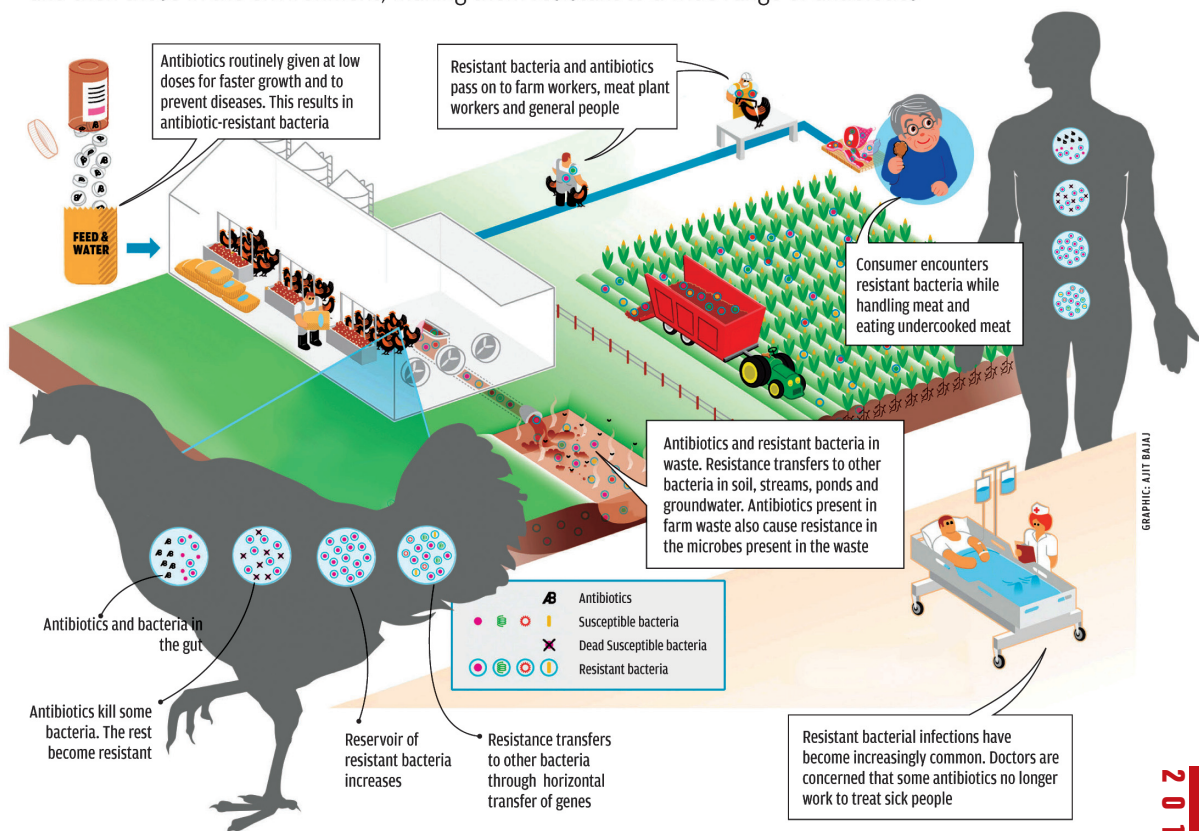 Antibiotics routinely given at low
doses for faster growth and to
prevent diseases. This results in
antibiotic-resistant bacteria
FEED &
WATER
Resistant bacteria and antibiotics
pass on to farm workers, meat plant
workers and general people
Consumer encounters
resistant bacteria while
handling meat and
eating undercooked meat
Antibiotics and resistant bacteria in
waste. Resistance transfers to other
bacteria in soil, streams, ponds and
groundwater. Antibiotics present in
farm waste also cause resistance in
the microbes present in the waste
GRAPHIC: AJIT BAJAJ
Antibiotics and bacteria in
the gut
Antibiotics kill some
bacteria. The rest
become resistant
Reservoir of
resistant bacteria
increases
Resistance transfers
to other bacteria
through horizontal
transfer of genes
AB Antibiotics
Susceptible bacteria
Dead Susceptible bacteria
Resistant bacteria
Resistant bacterial infections have
become increasingly common. Doctors are
concerned that some antibiotics no longer
work to treat sick people